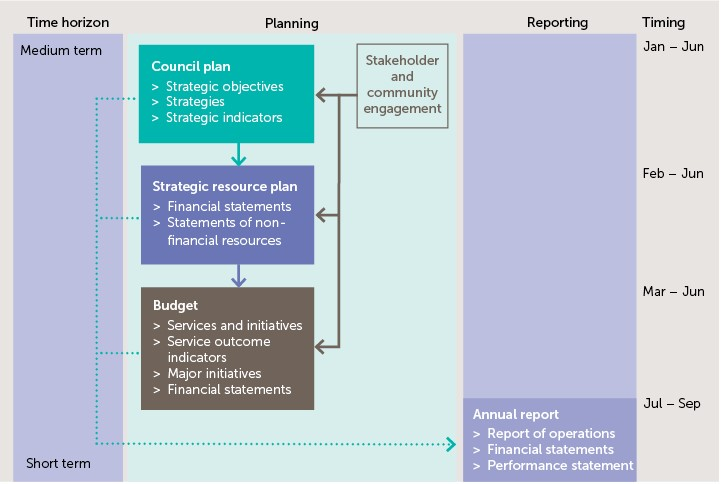 Time horizon
Planning
Reporting
Timing
Medium term
Jan – Jun
Council plan
> Strategic objectives
> Strategies
> Strategic indicators
Stakeholder
and
community
engagement
Feb – Jun
Strategic resource plan
> Financial statements
> Statements of non-
financial resources
Mar – Jun
Budget
> Services and initiatives
> Service outcome
indicators
> Major initiatives
> Financial statements
Jul – Sep
Annual report
> Report of operations
> Financial statements
> Performance statement
Short term